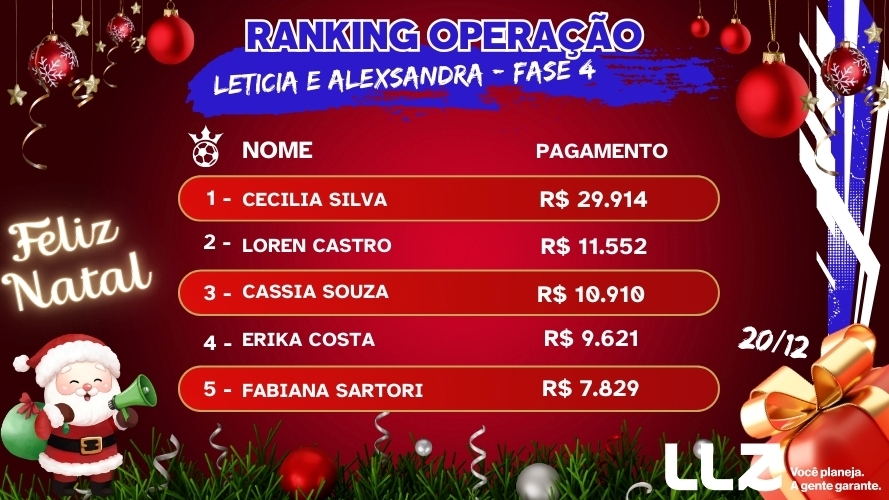 RANKING OPERAÇÃO
LETICIA E ALEXSANDRA - FASE 4
NOME PAGAMENTO
1 - CECILIA SILVA R$ 29.914
2 - LOREN CASTRO R$ 11.552
3 - CASSIA SOUZA R$ 10.910
4 - ERIKA COSTA R$ 9.621
5 - FABIANA SARTORI R$ 7.829
Feliz
Natal
20/12
LLZ
Você planeja.
A gente garante.